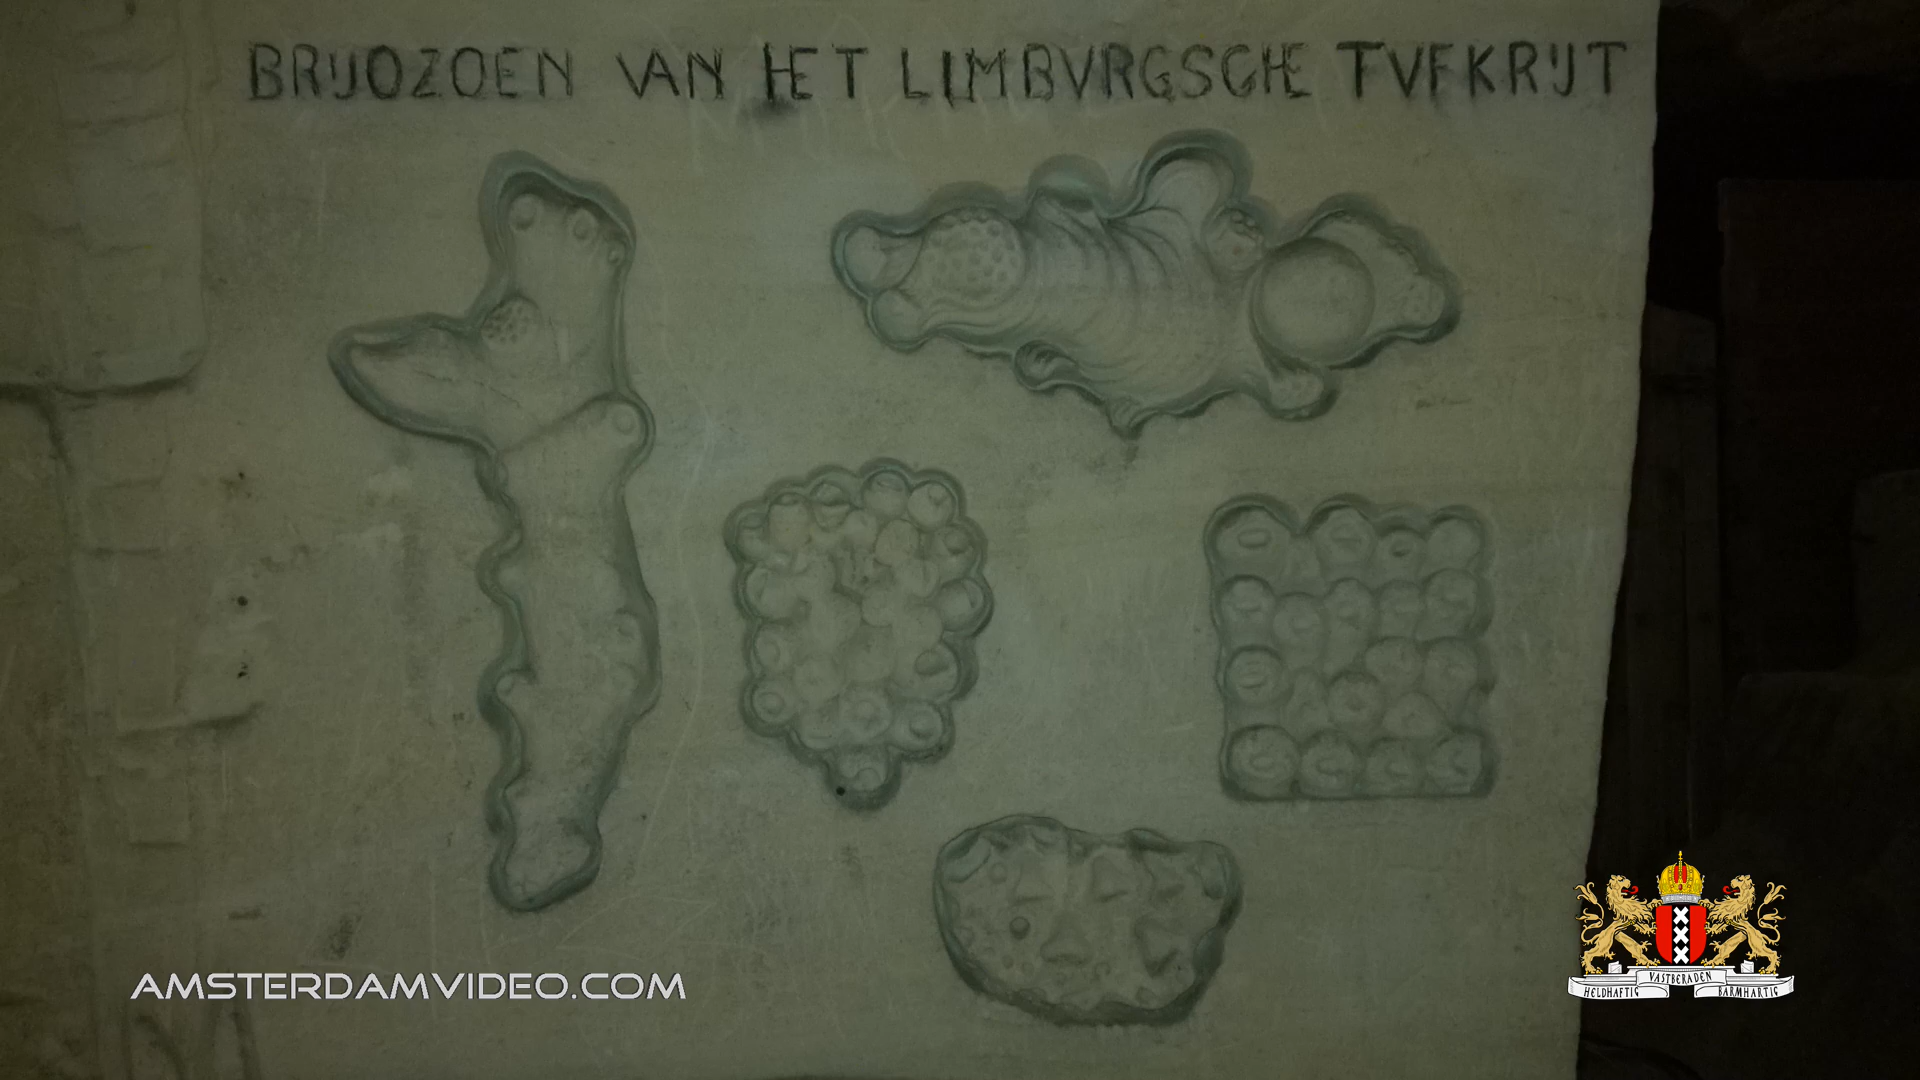 BRIJOZOEN VAN HET LIMBVRGSCHE TVFKRIJT
AMSTERDAMVIDEO.COM
VASTBERADEN
HELDHAFTIG
BARMHARTIG